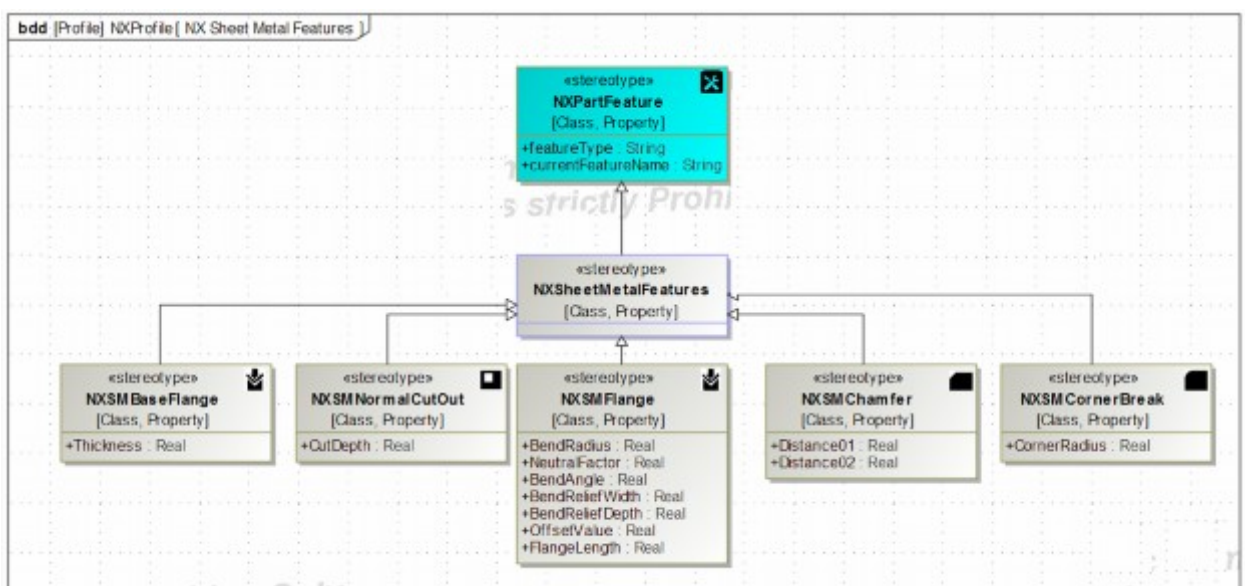 bdd [Profile] NXProfile [ NX Sheet Metal Features ]
«stereotype»
NXPartFeature
[Class, Property]
+featureType : String
+currentFeatureName : String
s strictly Prohi
«stereotype»
NXSheetMetalFeatures
[Class, Property]
«stereotype»
NXSMBaseFlange
[Class, Property]
+Thickness : Real
«stereotype»
NXSMNormalCutOut
[Class, Property]
+CutDepth : Real
«stereotype»
NXSMFlange
[Class, Property]
+BendRadius : Real
+NeutralFactor : Real
+BendAngle : Real
+BendReliefWidth : Real
+BendReliefDepth : Real
+OffsetValue : Real
+FlangeLength : Real
«stereotype»
NXSMChamfer
[Class, Property]
+Distance01 : Real
+Distance02 : Real
«stereotype»
NXSMCornerBreak
[Class, Property]
+CornerRadius : Real